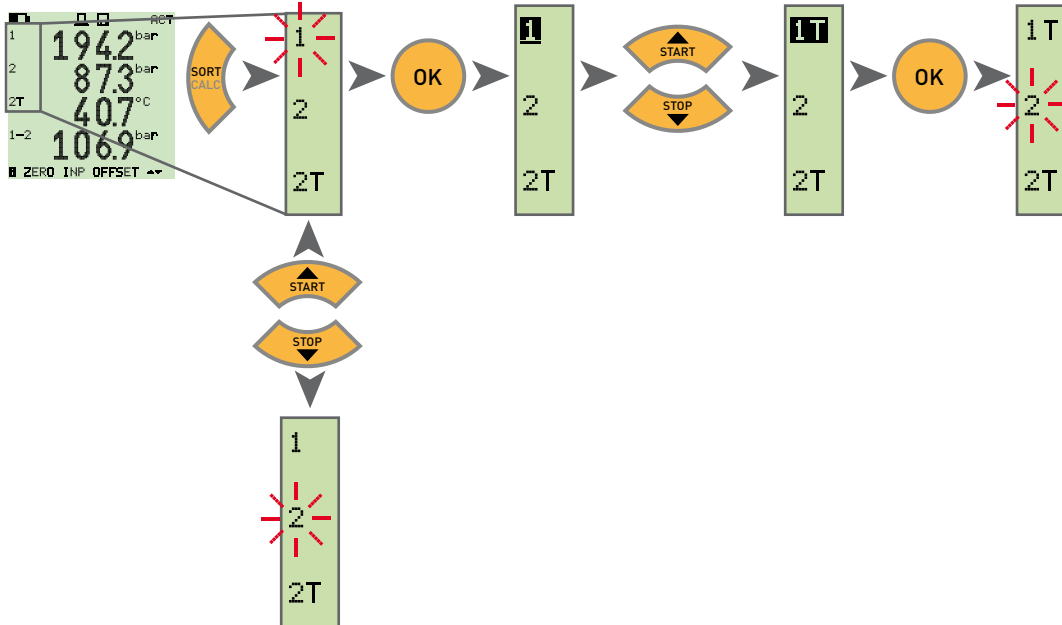 ACT
1 194.2 bar
2 87.3 bar
2T 40.7 °C
1-2 106.9 bar
ZERO INP OFFSET
SORT
CALC
1
2
2T
OK
1
2
2T
START
STOP
1T
2
2T
OK
1T
2
2T
START
STOP
1
2
2T